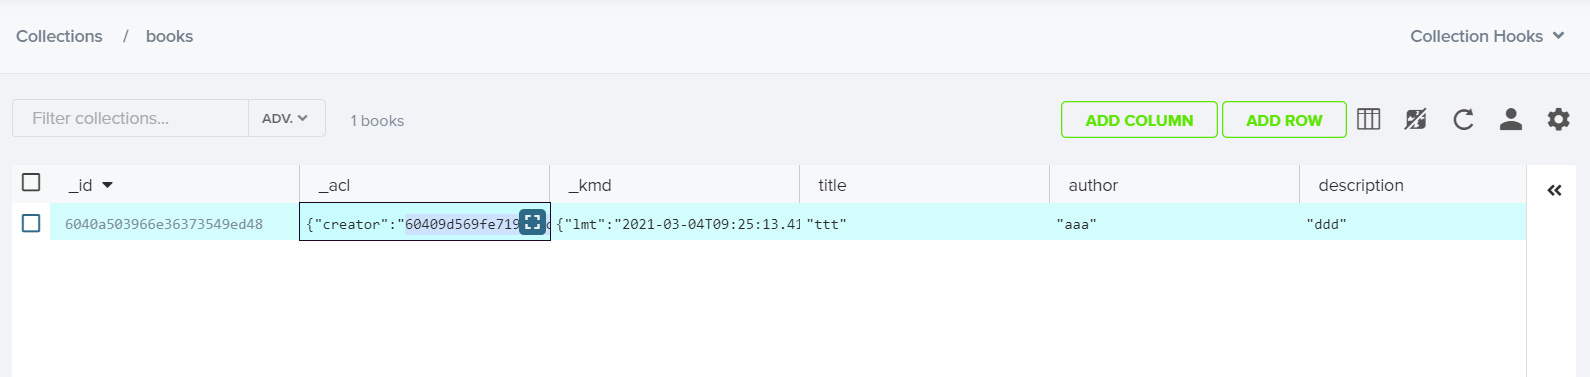 Collections / books
Collection Hooks
Filter collections...
ADV.
1 books
ADD COLUMN
ADD ROW
_id
_acl
_kmd
title
author
description
6040a503966e36373549ed48
{"creator":"60409d569fe719
{"lmt":"2021-03-04T09:25:13.41
"ttt"
"aaa"
"ddd"